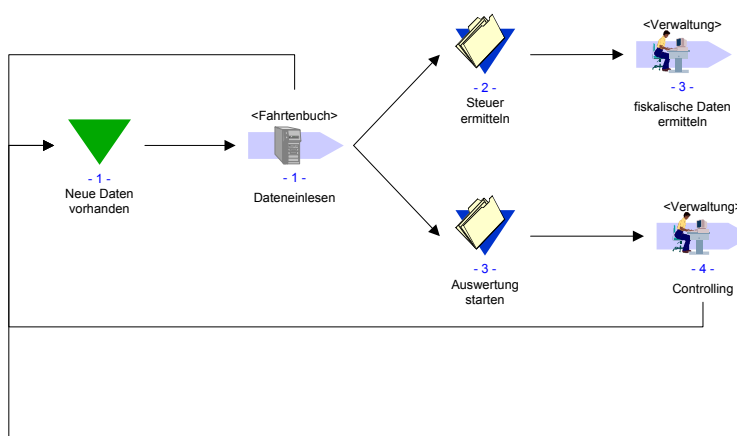 - 1 -
Neue Daten
vorhanden
<Fahrtenbuch>
- 1 -
Dateneinlesen
- 2 -
Steuer
ermitteln
<Verwaltung>
- 3 -
fiskalische Daten
ermitteln
- 3 -
Auswertung
starten
<Verwaltung>
- 4 -
Controlling